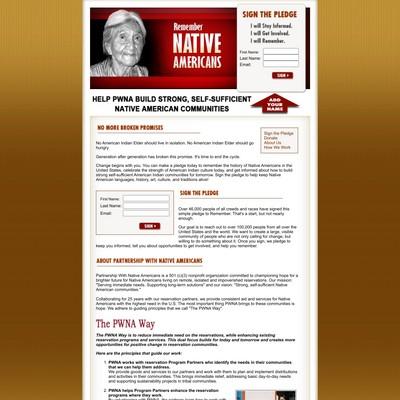 Remember
NATIVE
AMERICANS
SIGN THE PLEDGE
I will Stay Informed.
I will Get Involved.
I will Remember.
First Name:
Last Name:
Email:
SIGN ▸
HELP PWNA BUILD STRONG, SELF-SUFFICIENT
NATIVE AMERICAN COMMUNITIES
ADD
YOUR
NAME
NO MORE BROKEN PROMISES
No American Indian Elder should live in isolation. No American Indian Elder should go
hungry.
Generation after generation has broken this promise. It's time to end the cycle.
Change begins with you. You can make a pledge today to remember the history of Native Americans in the
United States, celebrate the strength of American Indian culture today, and get informed about how to build
strong self-sufficient American Indian communities for tomorrow. Sign the pledge to help keep Native
American languages, history, art, culture, and traditions alive!
Sign the Pledge
Donate
About Us
How We Work
First Name:
Last Name:
Email:
SIGN ▸
SIGN THE PLEDGE
Over 46,000 people of all creeds and races have signed this
simple pledge to Remember. That's a start, but not nearly
enough.
Our goal is to reach out to over 100,000 people from all over the
United States and the world. We want to create a large, visible
community of people who are not only calling for change, but
willing to do something about it. Once you sign, we pledge to
keep you informed, tell you about opportunities to get involved, and help you remember.
ABOUT PARTNERSHIP WITH NATIVE AMERICANS
Partnership With Native Americans is a 501 (c)(3) nonprofit organization committed to championing hope for a
brighter future for Native Americans living on remote, isolated and impoverished reservations. Our mission:
"Serving immediate needs. Supporting long-term solutions" and our vision: "Strong, self-sufficient Native
American communities."
Collaborating for 25 years with our reservation partners, we provide consistent aid and services for Native
Americans with the highest need in the U.S. The most important thing PWNA brings to these communities is
hope. We adhere to guiding principles that we call "The PWNA Way"
The PWNA Way
The PWNA Way is to reduce immediate need on the reservations, while enhancing existing
reservation programs and services. This dual focus builds for today and tomorrow and creates more
opportunities for positive change in reservation communities.
Here are the principles that guide our work:
1. PWNA works with reservation Program Partners who identify the needs in their communities
that we can help them address.
We provide goods and services to our partners and work with them to plan and implement distributions
and activities in their communities. This brings immediate relief, addressing basic day-to-day needs
and supporting sustainability projects in tribal communities.
2. PWNA helps Program Partners enhance the reservation
programs where they work.